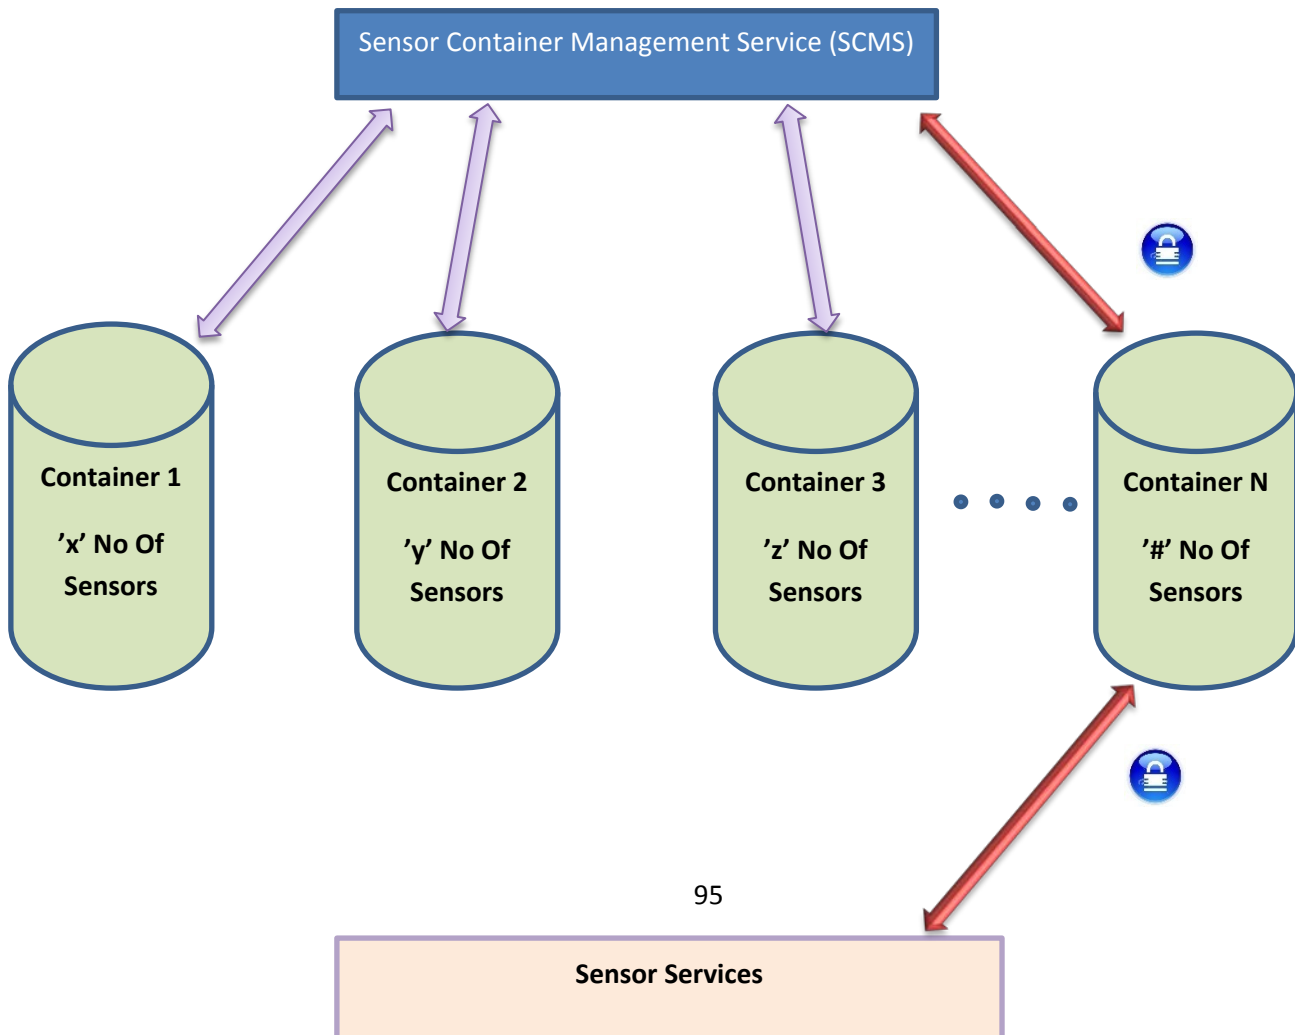 Sensor Container Management Service (SCMS)
Container 1
’x’ No Of
Sensors
Container 2
’y’ No Of
Sensors
Container 3
’z’ No Of
Sensors
Container N
’#’ No Of
Sensors
95
Sensor Services